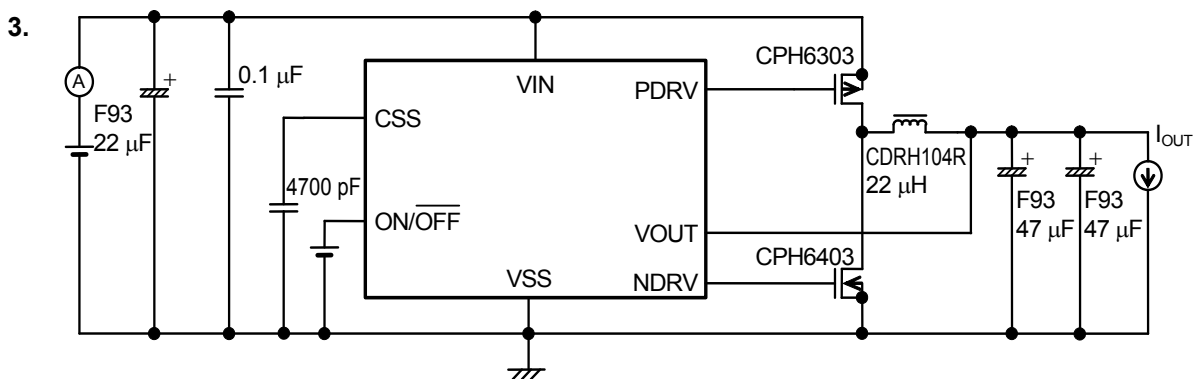 3.
A
F93
22 μF
0.1 μF
4700 pF
VIN
CSS
ON/OFF
VSS
PDRV
VOUT
NDRV
CPH6303
CDRH104R
22 μH
CPH6403
F93
47 μF
F93
47 μF
IOUT